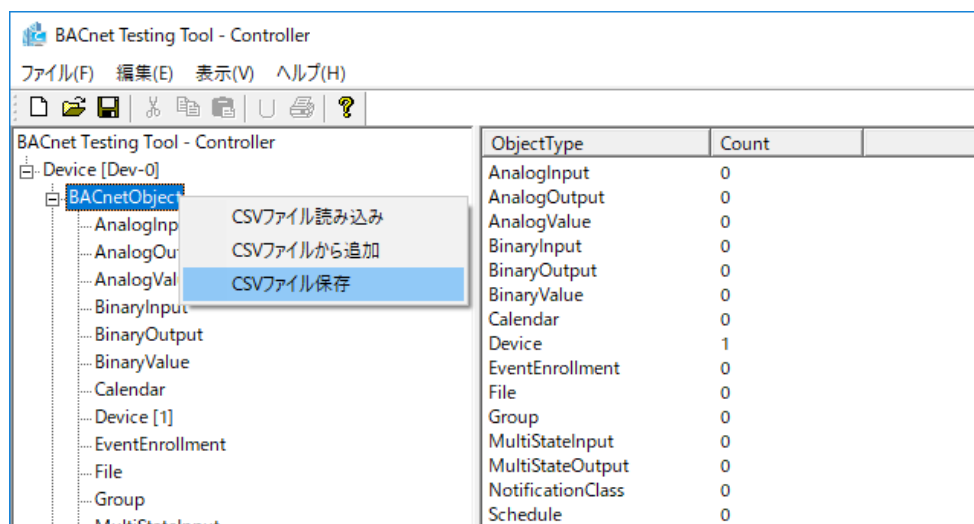 BACnet Testing Tool - Controller
ファイル(F) 編集(E) 表示(V) ヘルプ(H)
BACnet Testing Tool - Controller
Device [Dev-0]
BACnetObject
AnalogInp
AnalogOu
AnalogVal
BinaryInput
BinaryOutput
BinaryValue
Calendar
Device [1]
EventEnrollment
File
Group
CSVファイル読み込み
CSVファイルから追加
CSVファイル保存
ObjectType Count
AnalogInput 0
AnalogOutput 0
AnalogValue 0
BinaryInput 0
BinaryOutput 0
BinaryValue 0
Calendar 0
Device 1
EventEnrollment 0
File 0
Group 0
MultiStateInput 0
MultiStateOutput 0
NotificationClass 0
Schedule 0